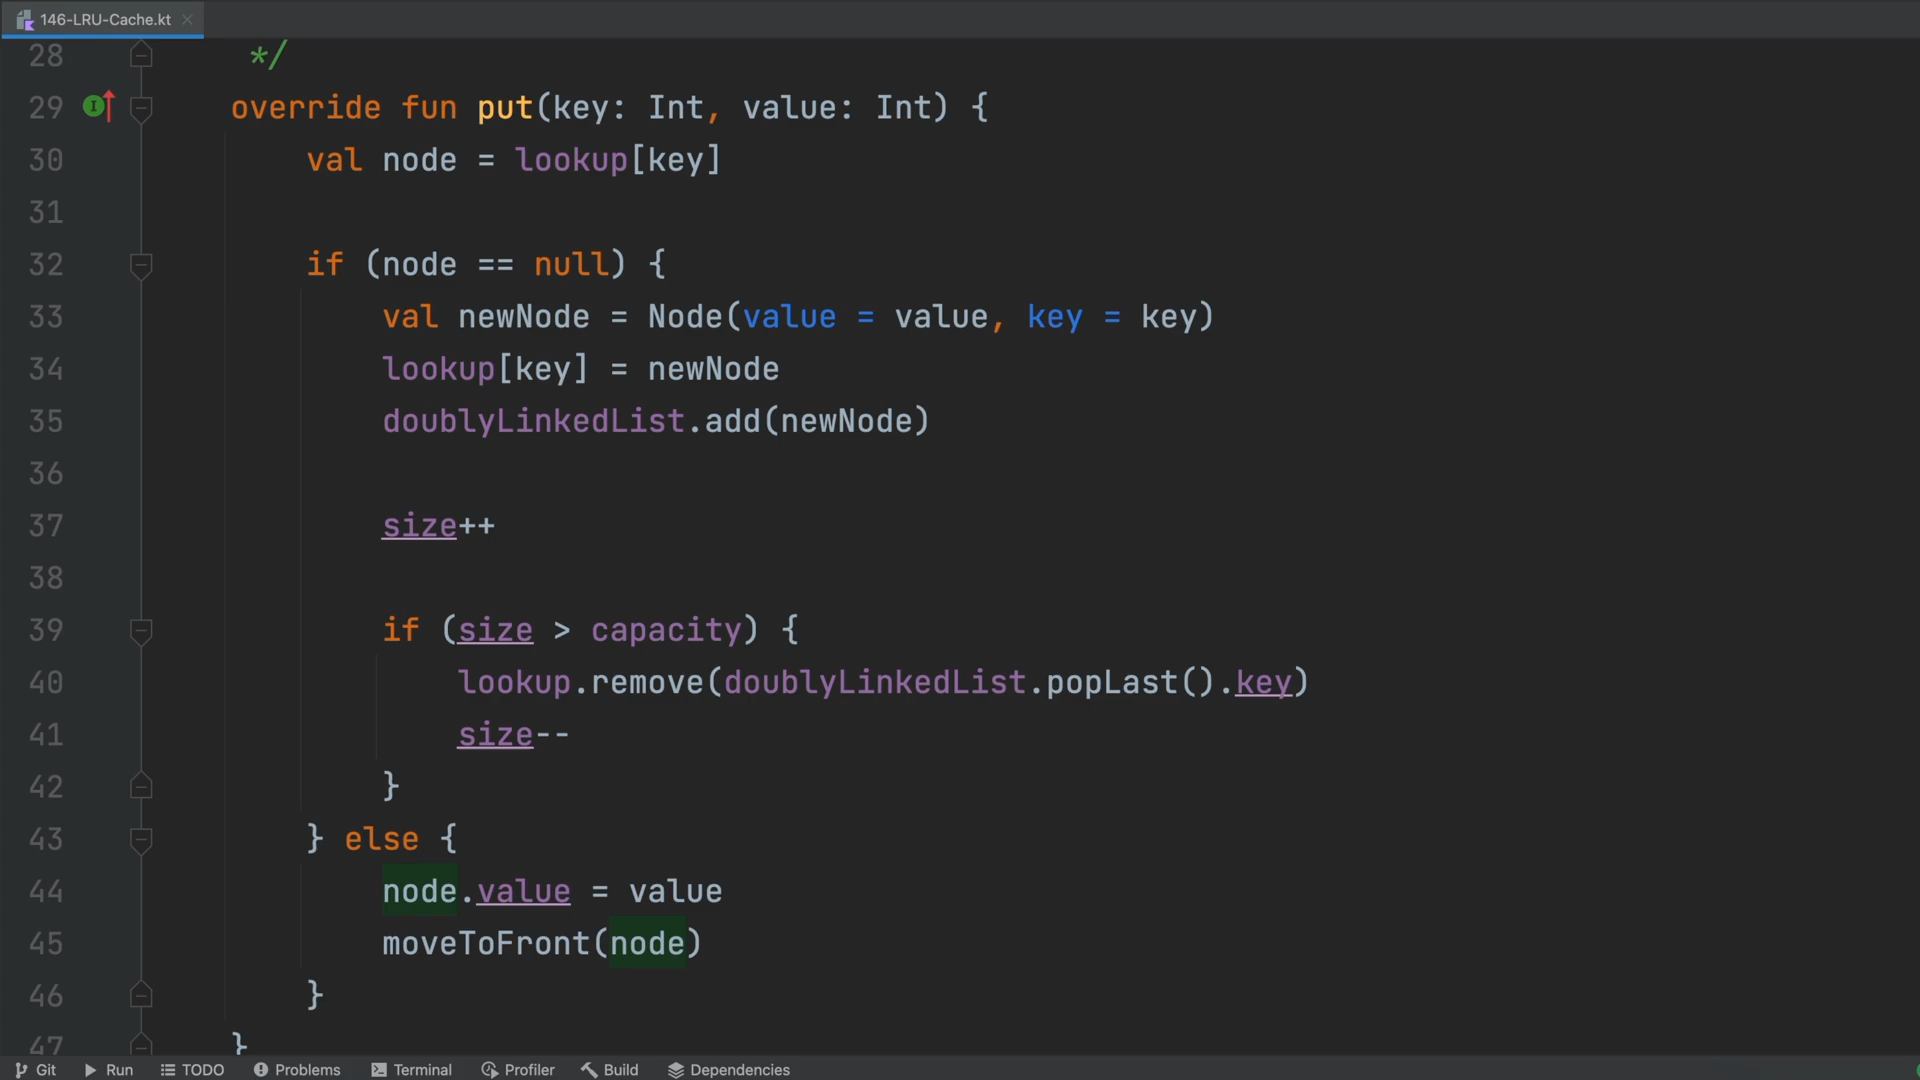 146-LRU-Cache.kt
28 */
29 override fun put(key: Int, value: Int) {
30 val node = lookup[key]
31
32 if (node == null) {
33 val newNode = Node(value = value, key = key)
34 lookup[key] = newNode
35 doublyLinkedList.add(newNode)
36
37 size++
38
39 if (size > capacity) {
40 lookup.remove(doublyLinkedList.popLast().key)
41 size--
42 }
43 } else {
44 node.value = value
45 moveToFront(node)
46 }
47 }
Git Run TODO Problems Terminal Profiler Build Dependencies